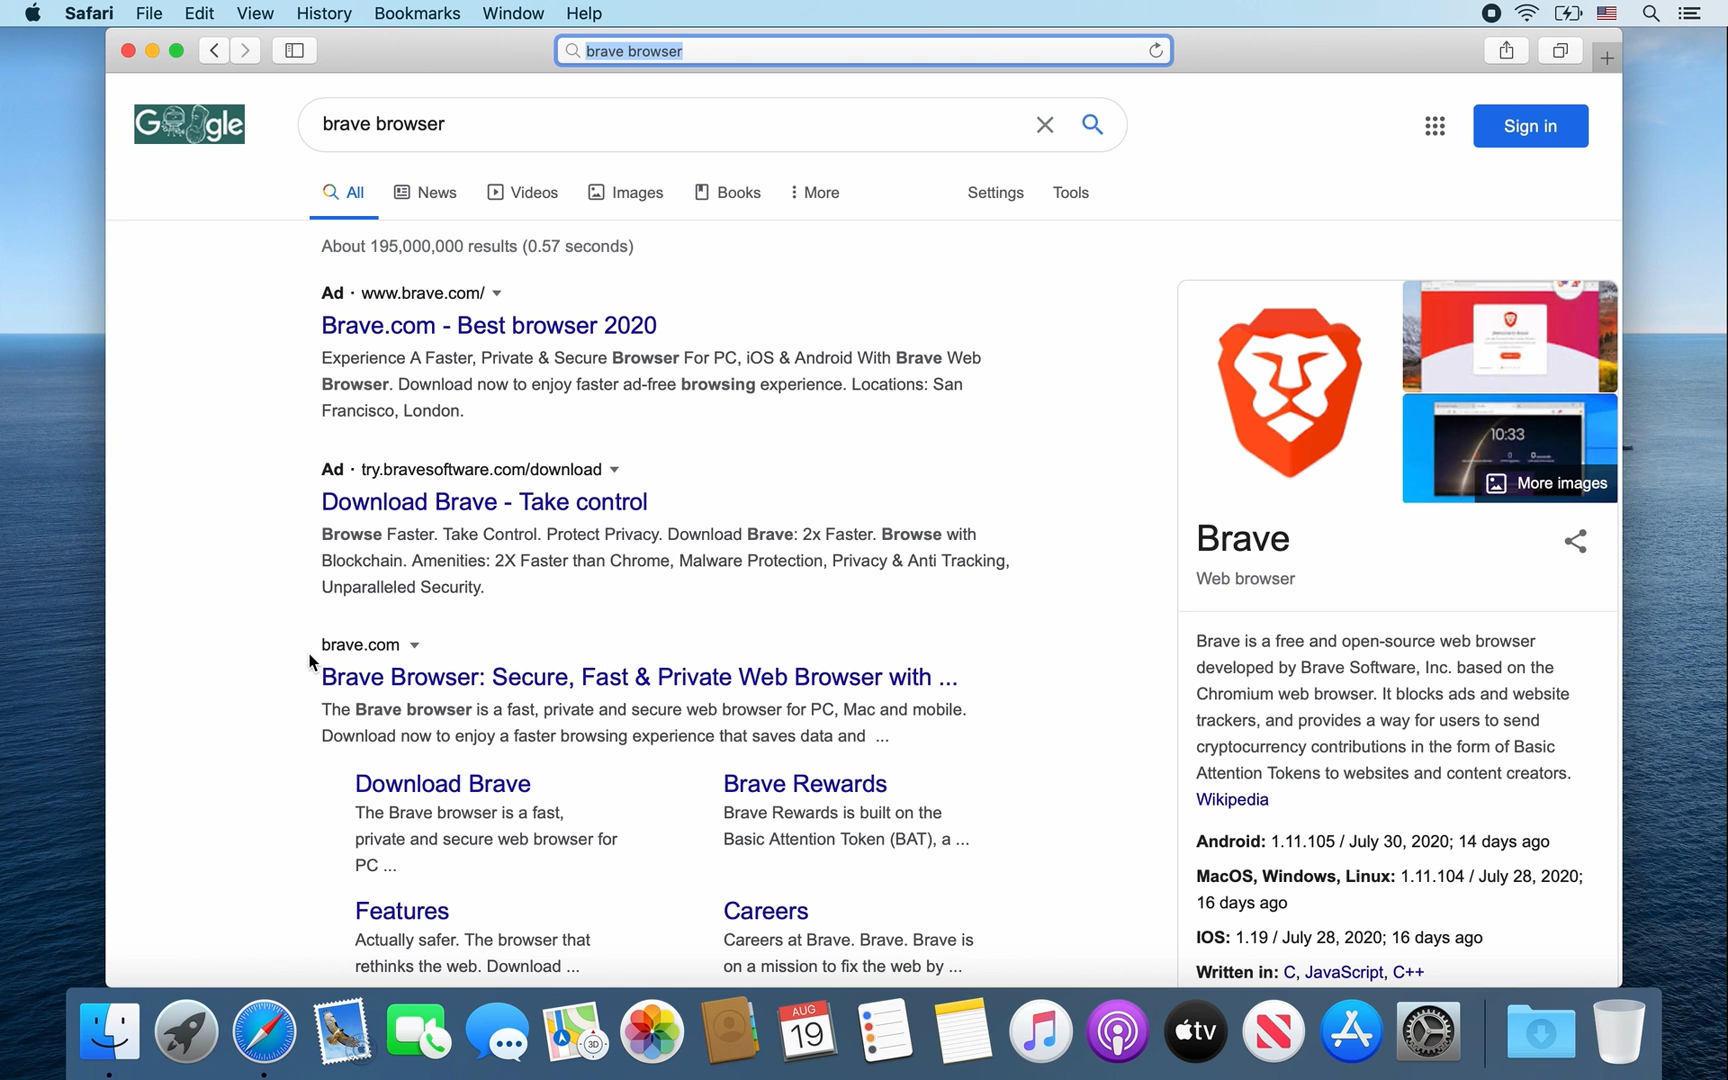 Safari File Edit View History Bookmarks Window Help
brave browser
Google
brave browser
Sign in
All News Videos Images Books More Settings Tools
About 195,000,000 results (0.57 seconds)
Ad · www.brave.com/
Brave.com - Best browser 2020
Experience A Faster, Private & Secure Browser For PC, iOS & Android With Brave Web
Browser. Download now to enjoy faster ad-free browsing experience. Locations: San
Francisco, London.
Ad · try.bravesoftware.com/download
Download Brave - Take control
Browse Faster. Take Control. Protect Privacy. Download Brave: 2x Faster. Browse with
Blockchain. Amenities: 2X Faster than Chrome, Malware Protection, Privacy & Anti Tracking,
Unparalleled Security.
brave.com
Brave Browser: Secure, Fast & Private Web Browser with ...
The Brave browser is a fast, private and secure web browser for PC, Mac and mobile.
Download now to enjoy a faster browsing experience that saves data and ...
Download Brave
The Brave browser is a fast,
private and secure web browser for
PC ...
Brave Rewards
Brave Rewards is built on the
Basic Attention Token (BAT), a ...
Features
Actually safer. The browser that
rethinks the web. Download ...
Careers
Careers at Brave. Brave. Brave is
on a mission to fix the web by ...
10:33
More images
Brave
Web browser
Brave is a free and open-source web browser
developed by Brave Software, Inc. based on the
Chromium web browser. It blocks ads and website
trackers, and provides a way for users to send
cryptocurrency contributions in the form of Basic
Attention Tokens to websites and content creators.
Wikipedia
Android: 1.11.105 / July 30, 2020; 14 days ago
MacOS, Windows, Linux: 1.11.104 / July 28, 2020;
16 days ago
IOS: 1.19 / July 28, 2020; 16 days ago
Written in: C, JavaScript, C++
3D
AUG
19
tv